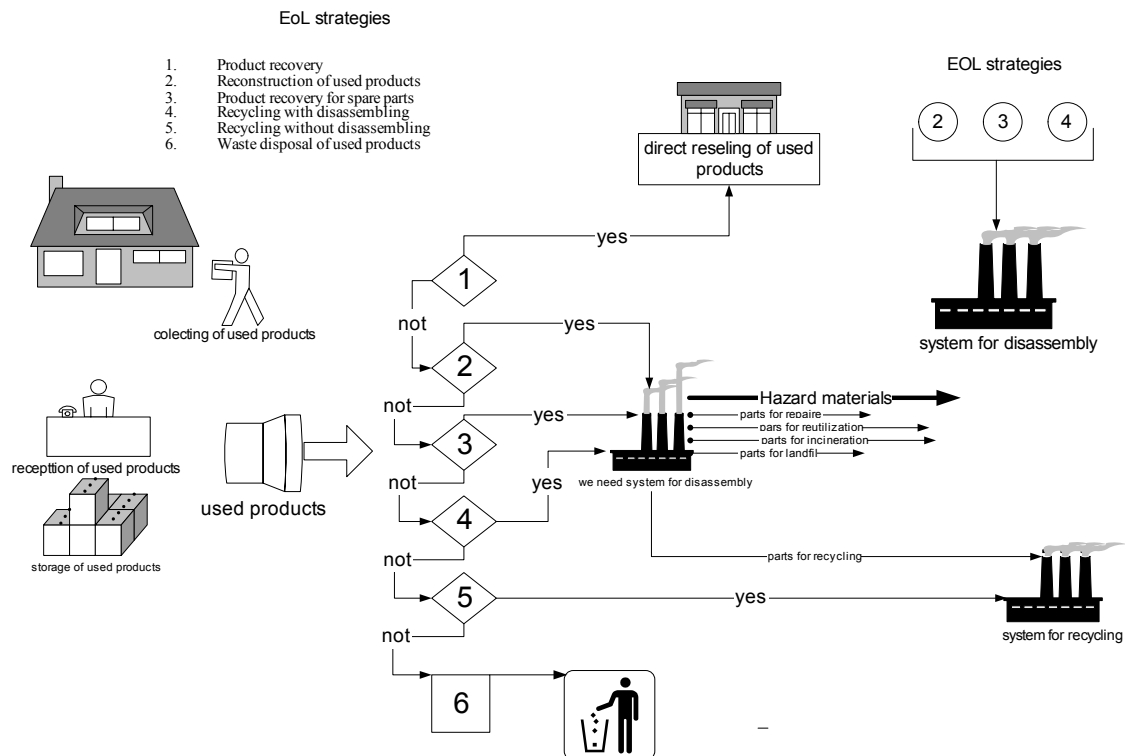 EoL strategies
1. Product recovery
2. Reconstruction of used products
3. Product recovery for spare parts
4. Recycling with disassembling
5. Recycling without disassembling
6. Waste disposal of used products
EOL strategies
2 3 4
direct reseling of used
products
yes
1
colecting of used products
not
yes
2
system for disassembly
not
yes
3
Hazard materials
parts for repaire
pars for reutilization
parts for incineration
parts for landfil
we need system for disassembly
recepttion of used products
used products
not
yes
4
storage of used products
not
parts for recycling
5
yes
system for recycling
not
6